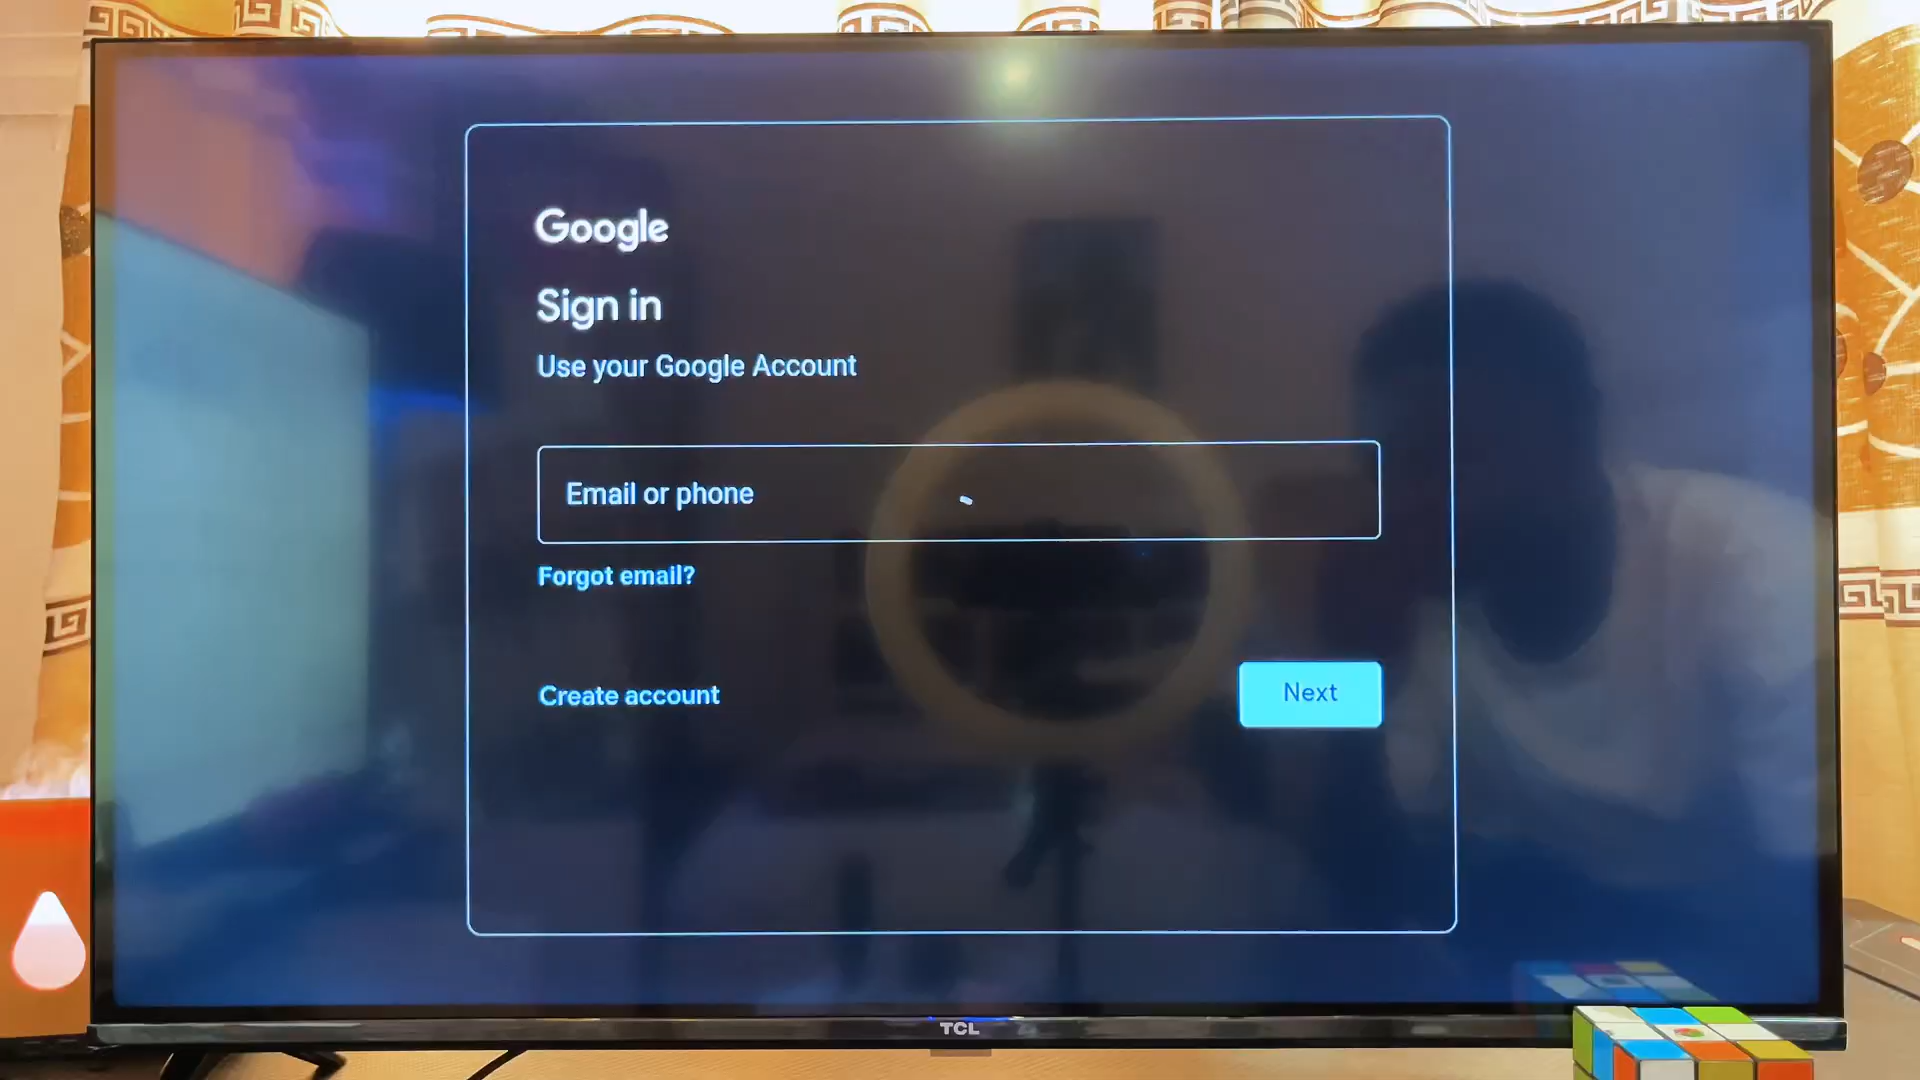 Google
Sign in
Use your Google Account
Email or phone
Forgot email?
Create account
Next
TCL